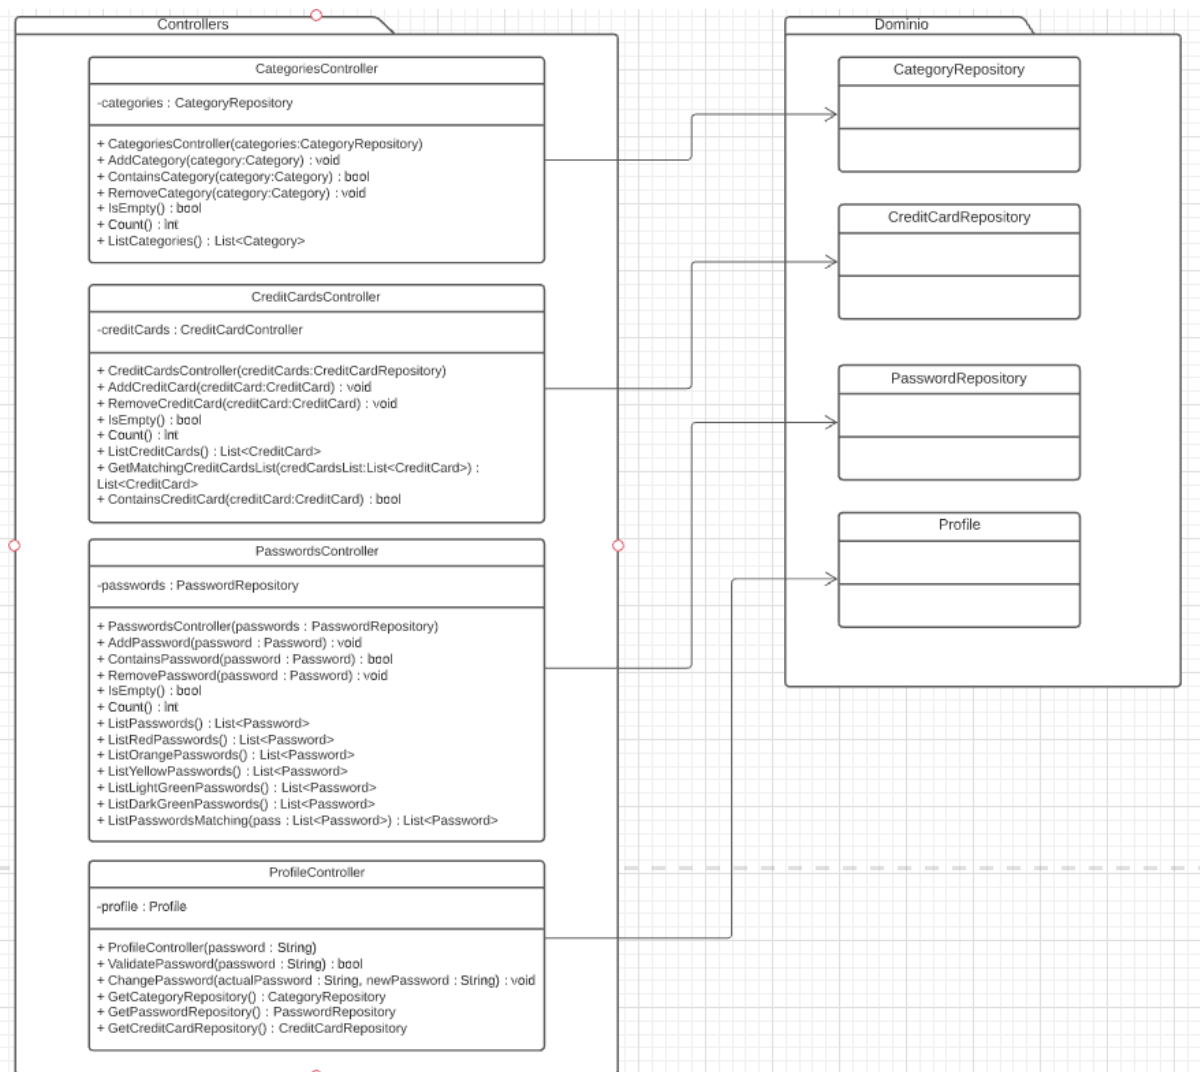 Controllers
CategoriesController
-categories : CategoryRepository
+ CategoriesController(categories:CategoryRepository)
+ AddCategory(category:Category) : void
+ ContainsCategory(category:Category) : bool
+ RemoveCategory(category:Category) : void
+ IsEmpty() : bool
+ Count() : int
+ ListCategories() : List<Category>
CreditCardsController
-creditCards : CreditCardController
+ CreditCardsController(creditCards:CreditCardRepository)
+ AddCreditCard(creditCard:CreditCard) : void
+ RemoveCreditCard(creditCard:CreditCard) : void
+ IsEmpty() : bool
+ Count() : int
+ ListCreditCards() : List<CreditCard>
+ GetMatchingCreditCardsList(credCardsList:List<CreditCard>) :
List<CreditCard>
+ ContainsCreditCard(creditCard:CreditCard) : bool
PasswordsController
-passwords : PasswordRepository
+ PasswordsController(passwords : PasswordRepository)
+ AddPassword(password : Password) : void
+ ContainsPassword(password : Password) : bool
+ RemovePassword(password : Password) : void
+ IsEmpty() : bool
+ Count() : int
+ ListPasswords() : List<Password>
+ ListRedPasswords() : List<Password>
+ ListOrangePasswords() : List<Password>
+ ListYellowPasswords() : List<Password>
+ ListLightGreenPasswords() : List<Password>
+ ListDarkGreenPasswords() : List<Password>
+ ListPasswordsMatching(pass : List<Password>) : List<Password>
ProfileController
-profile : Profile
+ ProfileController(password : String)
+ ValidatePassword(password : String) : bool
+ ChangePassword(actualPassword : String, newPassword : String) : void
+ GetCategoryRepository() : CategoryRepository
+ GetPasswordRepository() : PasswordRepository
+ GetCreditCardRepository() : CreditCardRepository
Dominio
CategoryRepository
CreditCardRepository
PasswordRepository
Profile